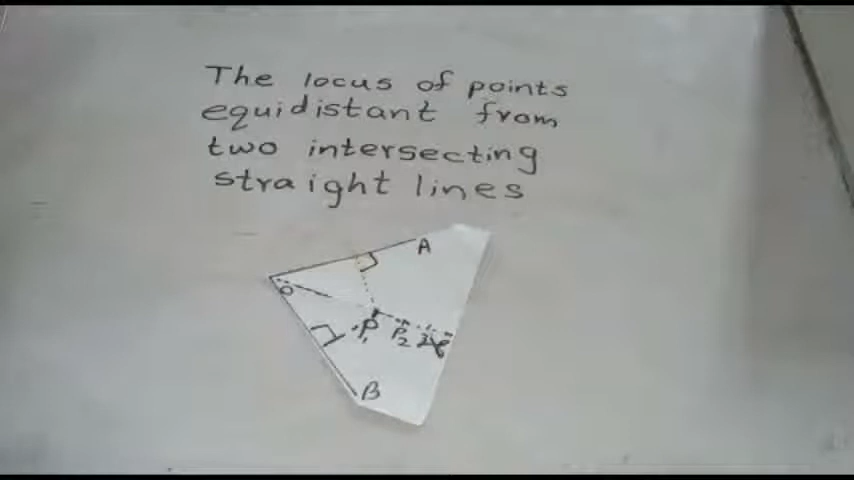 The locus of points
equidistant from
two intersecting
straight lines
A
O
P1 P2
B